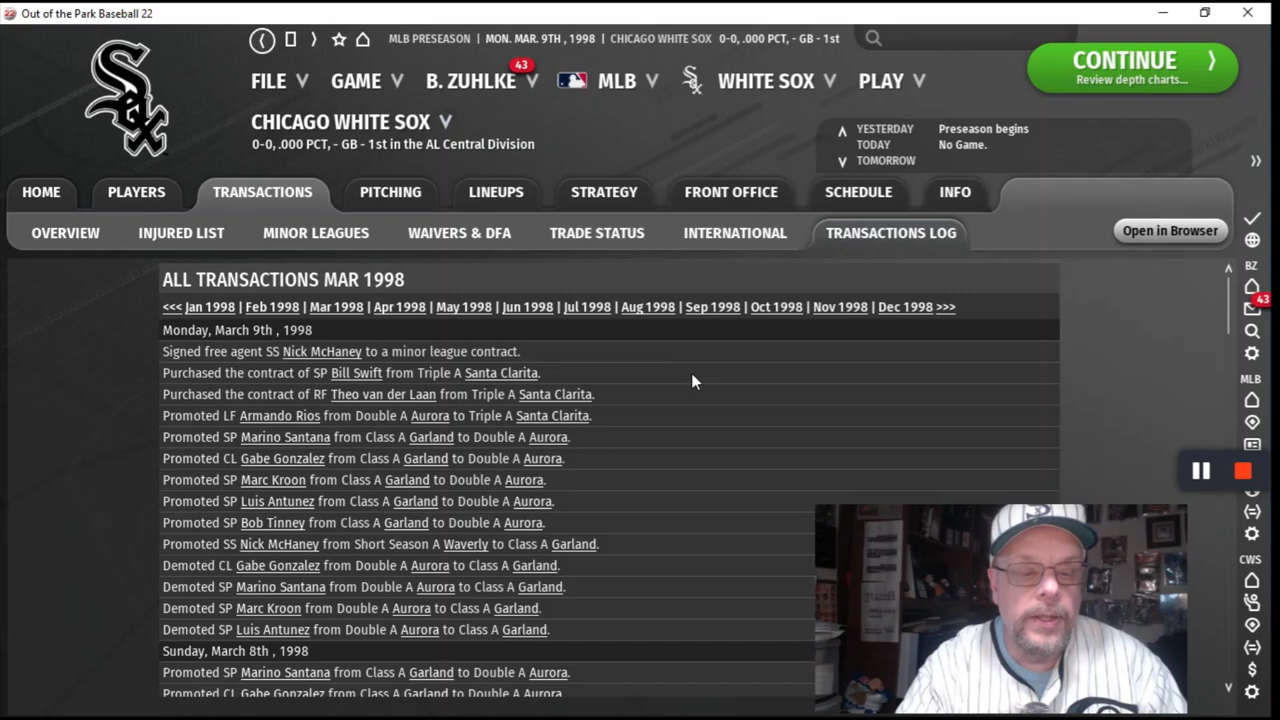 Out of the Park Baseball 22
MLB PRESEASON | MON. MAR. 9TH , 1998 | CHICAGO WHITE SOX 0-0, .000 PCT, - GB - 1st
FILE GAME B. ZUHLKE 43 MLB WHITE SOX PLAY
CONTINUE
Review depth charts...
Sox
CHICAGO WHITE SOX
0-0, .000 PCT, - GB - 1st in the AL Central Division
YESTERDAY Preseason begins
TODAY No Game.
TOMORROW
HOME PLAYERS TRANSACTIONS PITCHING LINEUPS STRATEGY FRONT OFFICE SCHEDULE INFO
OVERVIEW INJURED LIST MINOR LEAGUES WAIVERS & DFA TRADE STATUS INTERNATIONAL TRANSACTIONS LOG Open in Browser
ALL TRANSACTIONS MAR 1998
<<< Jan 1998 | Feb 1998 | Mar 1998 | Apr 1998 | May 1998 | Jun 1998 | Jul 1998 | Aug 1998 | Sep 1998 | Oct 1998 | Nov 1998 | Dec 1998 >>>
Monday, March 9th , 1998
Signed free agent SS Nick McHaney to a minor league contract.
Purchased the contract of SP Bill Swift from Triple A Santa Clarita.
Purchased the contract of RF Theo van der Laan from Triple A Santa Clarita.
Promoted LF Armando Rios from Double A Aurora to Triple A Santa Clarita.
Promoted SP Marino Santana from Class A Garland to Double A Aurora.
Promoted CL Gabe Gonzalez from Class A Garland to Double A Aurora.
Promoted SP Marc Kroon from Class A Garland to Double A Aurora.
Promoted SP Luis Antunez from Class A Garland to Double A Aurora.
Promoted SP Bob Tinney from Class A Garland to Double A Aurora.
Promoted SS Nick McHaney from Short Season A Waverly to Class A Garland.
Demoted CL Gabe Gonzalez from Double A Aurora to Class A Garland.
Demoted SP Marino Santana from Double A Aurora to Class A Garland.
Demoted SP Marc Kroon from Double A Aurora to Class A Garland.
Demoted SP Luis Antunez from Double A Aurora to Class A Garland.
Sunday, March 8th , 1998
Promoted SP Marino Santana from Class A Garland to Double A Aurora.
Promoted CL Gabe Gonzalez from Class A Garland to Double A Aurora
BZ
43
MLB
CWS